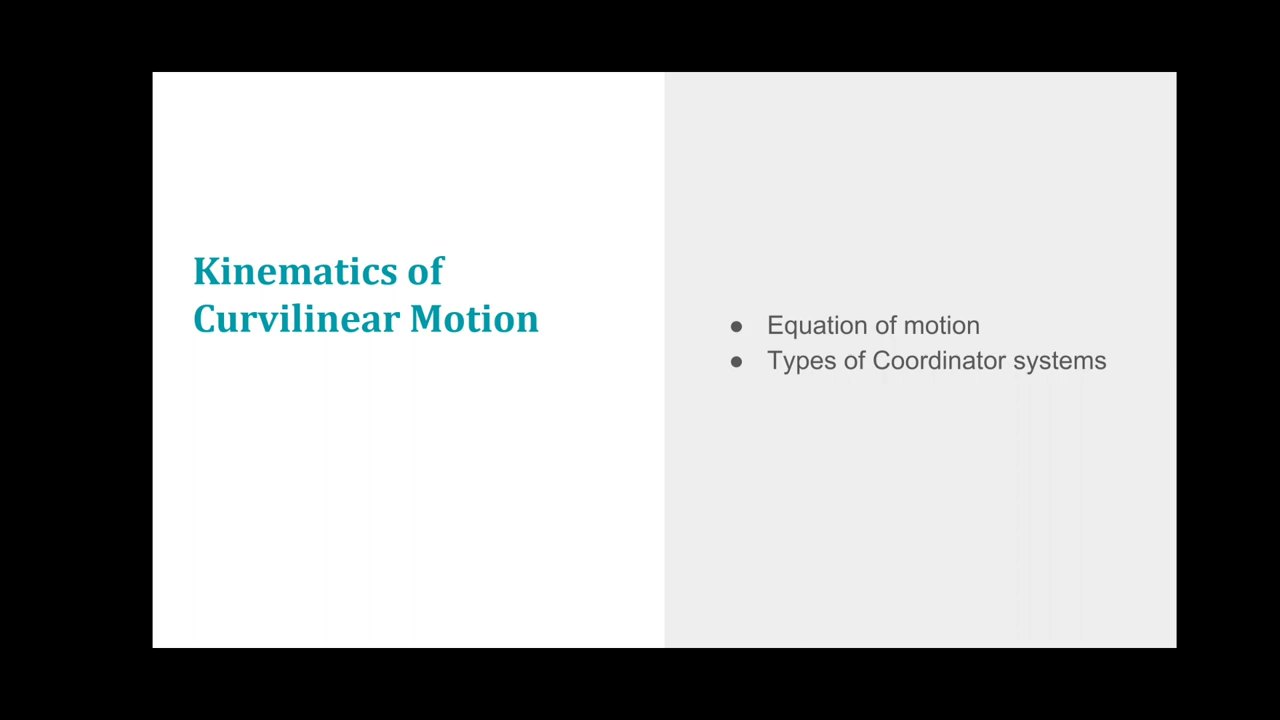 Kinematics of
Curvilinear Motion
● Equation of motion
● Types of Coordinator systems